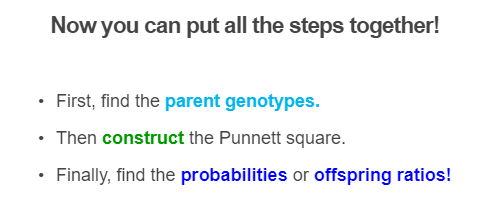 Now you can put all the steps together!
• First, find the parent genotypes.
• Then construct the Punnett square.
• Finally, find the probabilities or offspring ratios!